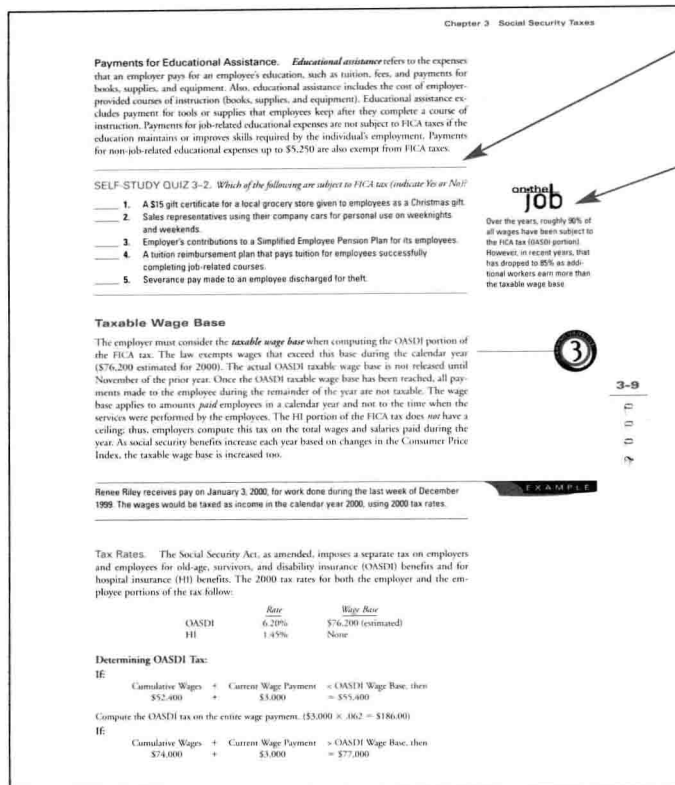 Chapter 3 Social Security Taxes
Payments for Educational Assistance. Educational assistance refers to the expenses
that an employer pays for an employee's education, such as tuition, fees, and payments for
books, supplies, and equipment. Also, educational assistance includes the cost of employer-
provided courses of instruction (books, supplies, and equipment). Educational assistance ex-
cludes payment for tools or supplies that employees keep after they complete a course of
instruction. Payments for job-related educational expenses are not subject to FICA taxes if the
education maintains or improves skills required by the individual's employment. Payments
for non-job-related educational expenses up to $5,250 are also exempt from FICA taxes.
SELF-STUDY QUIZ 3-2. Which of the following are subject to FICA tax (indicate Yes or No)?
1. A $15 gift certificate for a local grocery store given to employees as a Christmas gift.
2. Sales representatives using their company cars for personal use on weeknights
and weekends.
3. Employer's contributions to a Simplified Employee Pension Plan for its employees.
4. A tuition reimbursement plan that pays tuition for employees successfully
completing job-related courses.
5. Severance pay made to an employee discharged for theft.
on the
job
Over the years, roughly 90% of
all wages have been subject to
the FICA tax (OASDI portion).
However, in recent years, that
has dropped to 85% as addi-
tional workers earn more than
the taxable wage base
Taxable Wage Base
The employer must consider the taxable wage base when computing the OASDI portion of
the FICA tax. The law exempts wages that exceed this base during the calendar year
($76,200 estimated for 2000). The actual OASDI taxable wage base is not released until
November of the prior year. Once the OASDI taxable wage base has been reached, all pay-
ments made to the employee during the remainder of the year are not taxable. The wage
base applies to amounts paid employees in a calendar year and not to the time when the
services were performed by the employees. The HI portion of the FICA tax does not have a
ceiling; thus, employers compute this tax on the total wages and salaries paid during the
year. As social security benefits increase each year based on changes in the Consumer Price
Index, the taxable wage base is increased too.
3
3-9
Renee Riley receives pay on January 3, 2000, for work done during the last week of December
1999. The wages would be taxed as income in the calendar year 2000, using 2000 tax rates.
EXAMPLE
Tax Rates. The Social Security Act, as amended, imposes a separate tax on employers
and employees for old-age, survivors, and disability insurance (OASDI) benefits and for
hospital insurance (HI) benefits. The 2000 tax rates for both the employer and the em-
ployee portions of the tax follow:
Rate Wage Base
OASDI 6.20% $76,200 (estimated)
HI 1.45% None
Determining OASDI Tax:
If:
Cumulative Wages + Current Wage Payment < OASDI Wage Base, then
$52,400 + $3,000 = $55,400
Compute the OASDI tax on the entire wage payment. ($3,000 × .062 = $186.00)
If:
Cumulative Wages + Current Wage Payment > OASDI Wage Base, then
$74,000 + $3,000 = $77,000